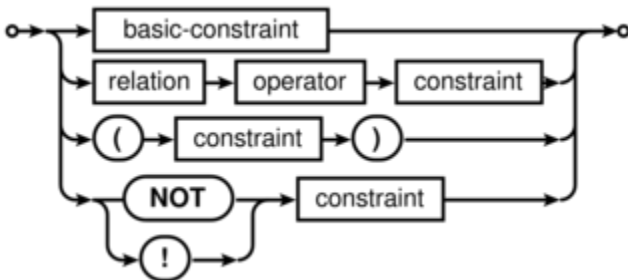 basic-constraint
relation operator constraint
( constraint )
NOT constraint
!